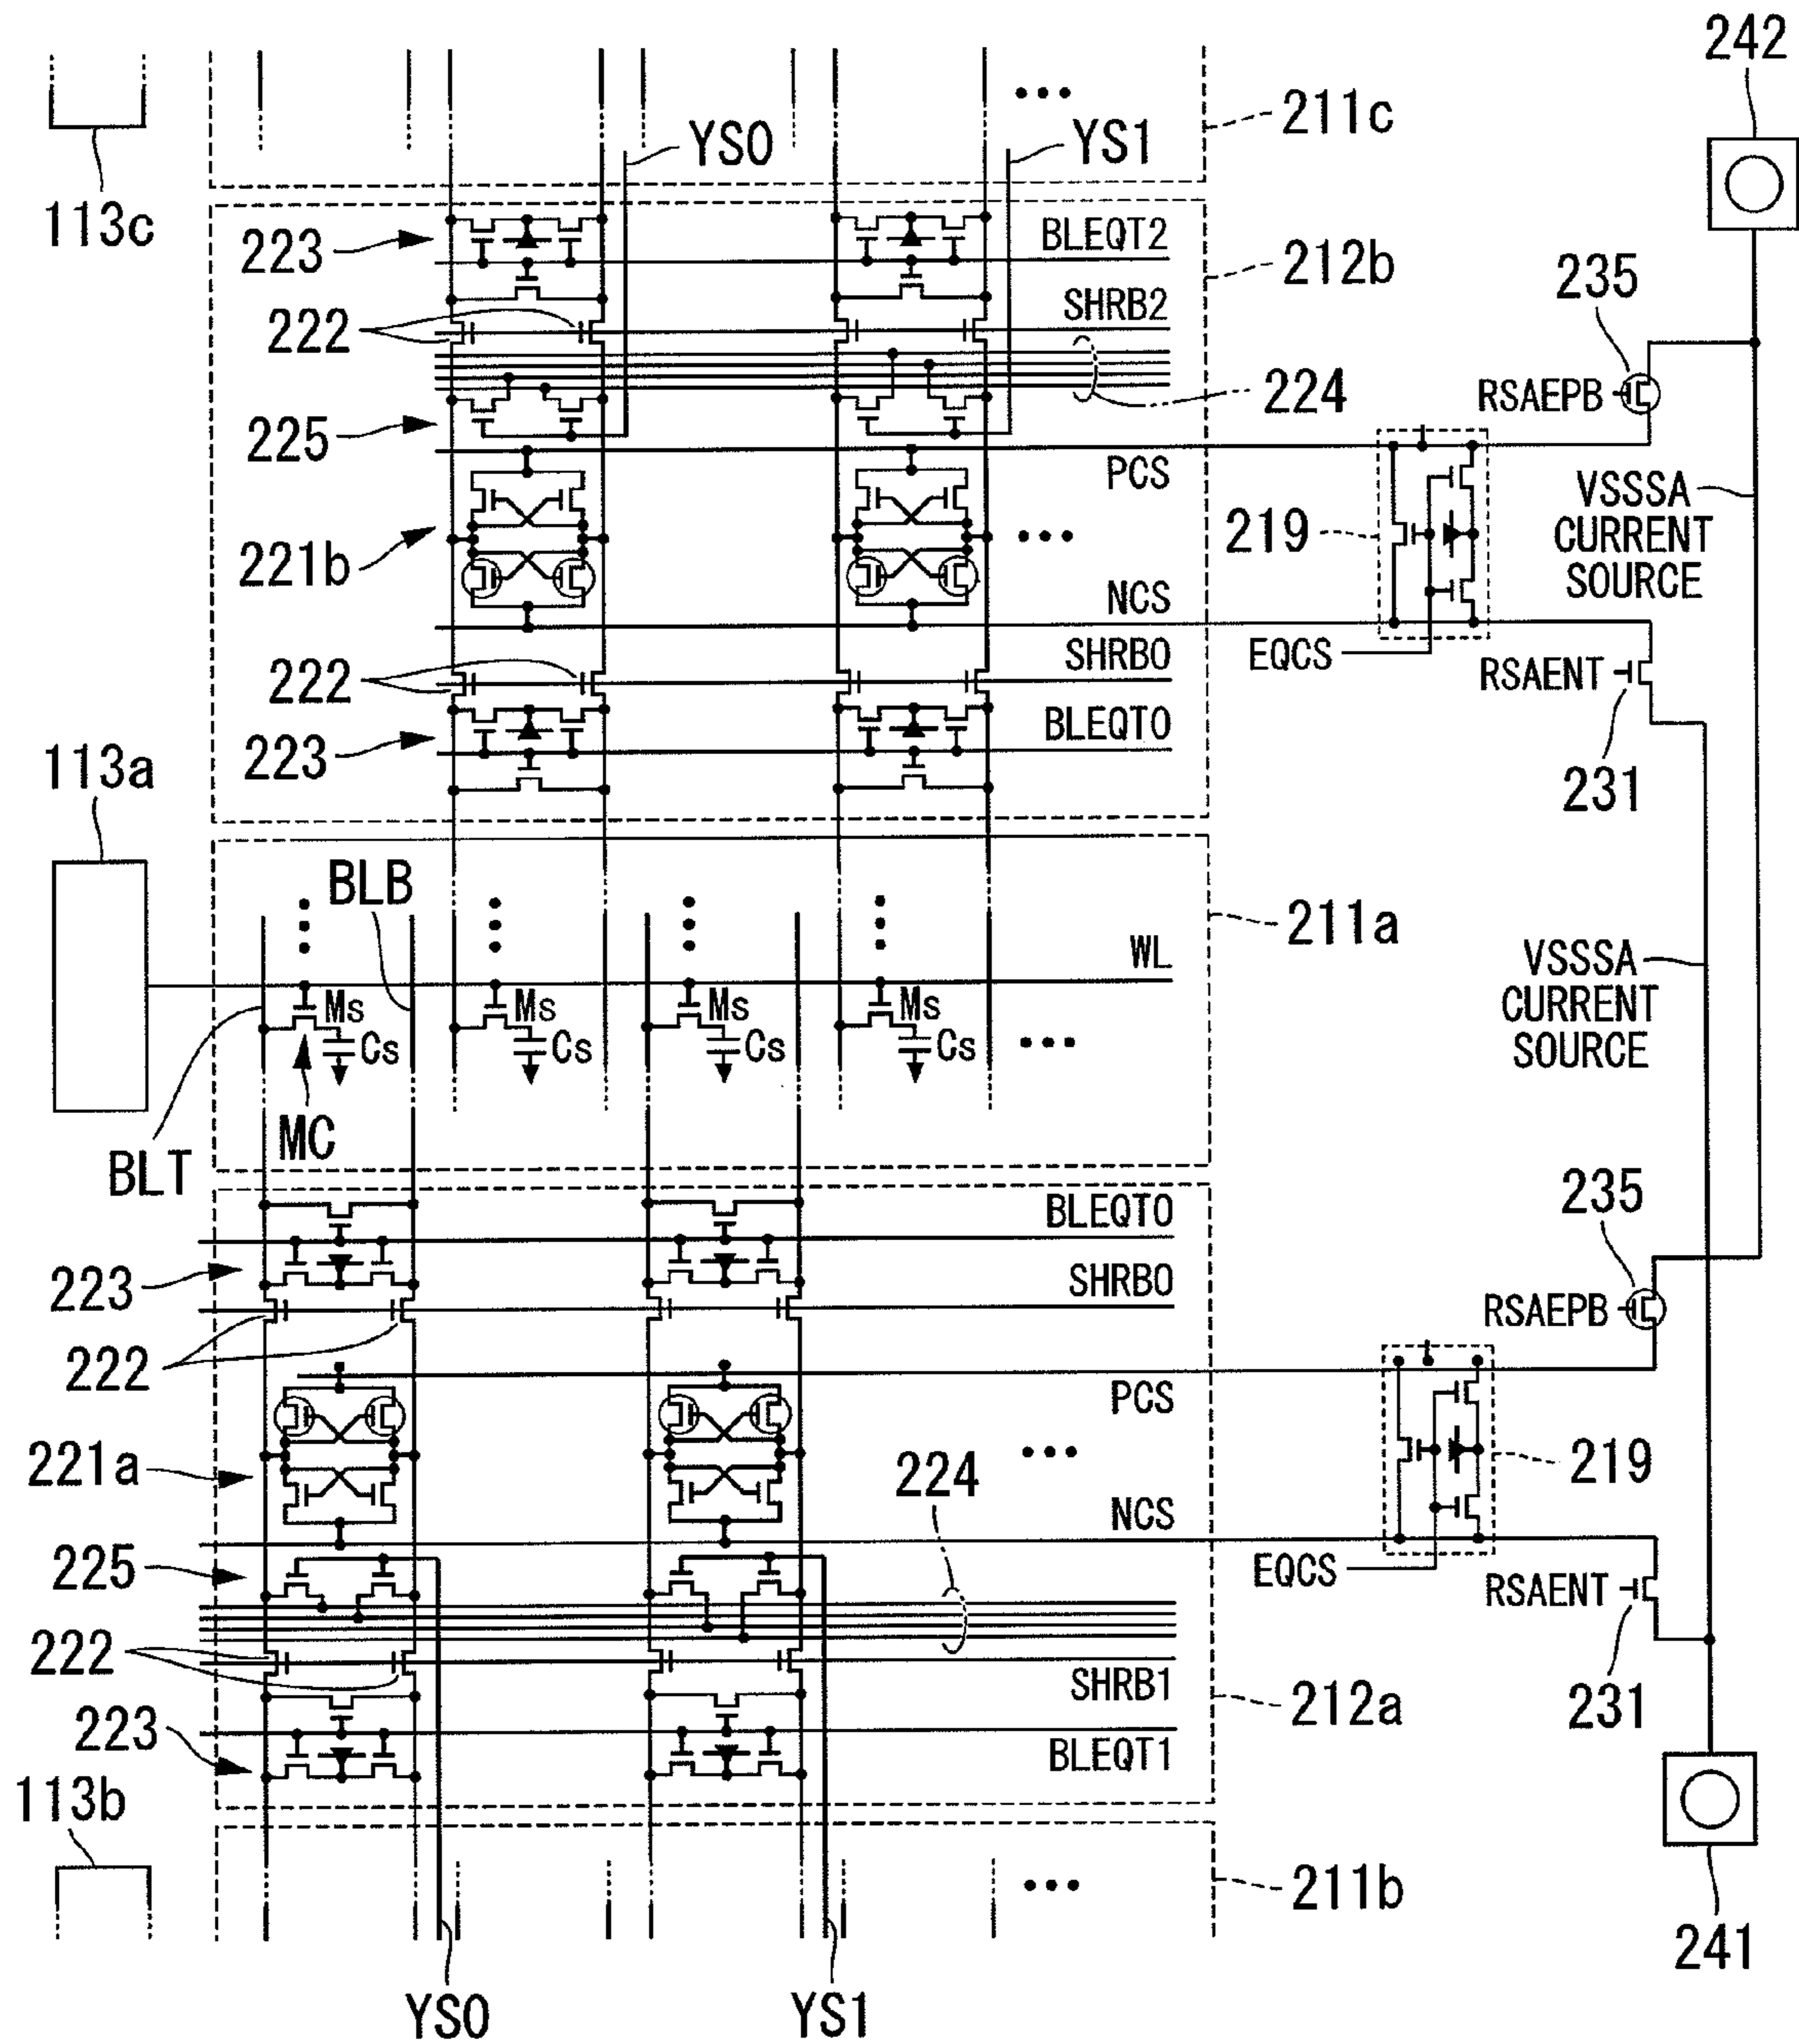 242
211c
YS0
YS1
113c
223
BLEQT2
212b
235
222
SHRB2
224
RSAEPB
225
PCS
VSSSA
CURRENT
SOURCE
219
221b
NCS
EQCS
SHRB0
222
RSAENT
113a
223
BLEQT0
231
BLB
211a
WL
VSSSA
CURRENT
SOURCE
Ms
Ms
Ms
Ms
Cs
Cs
Cs
Cs
MC
BLT
235
BLEQT0
223
SHRB0
RSAEPB
222
PCS
221a
224
219
NCS
225
EQCS
RSAENT
222
SHRB1
212a
231
223
BLEQT1
113b
211b
241
YS0
YS1